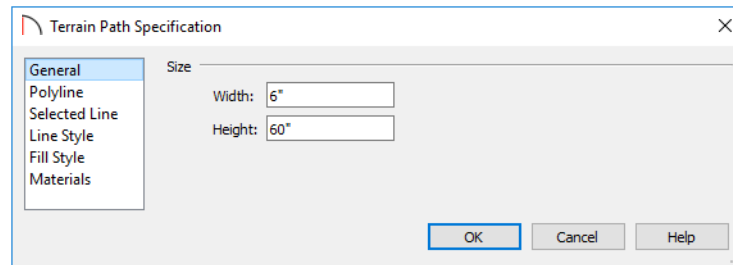 Terrain Path Specification
General
Polyline
Selected Line
Line Style
Fill Style
Materials
Size
Width: 6"
Height: 60"
OK Cancel Help